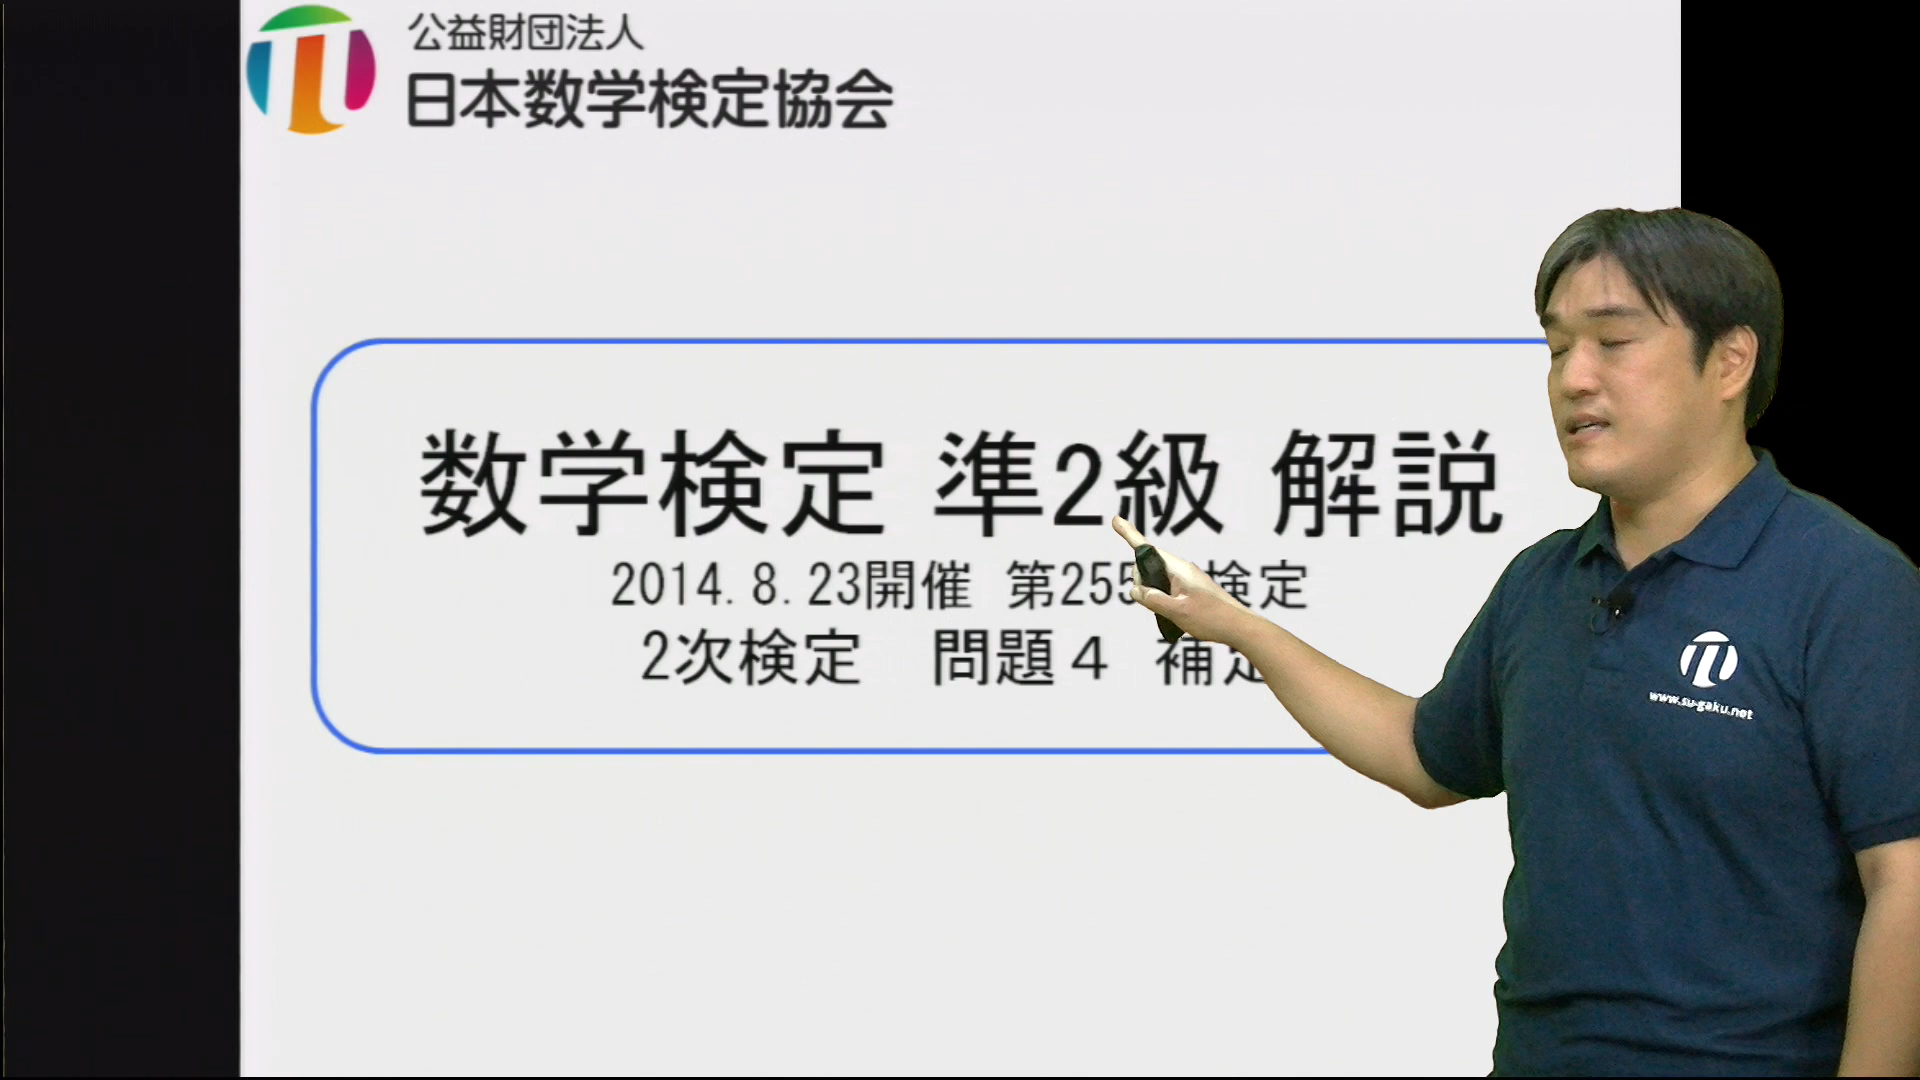 公益財団法人
日本数学検定協会
数学検定 準2級 解説
2014.8.23開催 第255 検定
2次検定 問題4 補
www.su-gaku.net